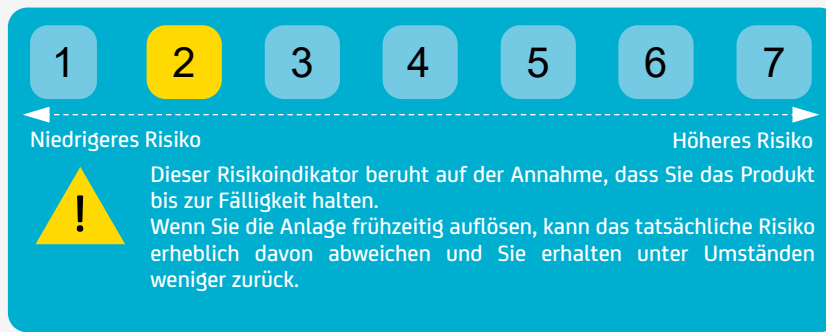 1 2 3 4 5 6 7
Niedrigeres Risiko Höheres Risiko
Dieser Risikoindikator beruht auf der Annahme, dass Sie das Produkt
bis zur Fälligkeit halten.
Wenn Sie die Anlage frühzeitig auflösen, kann das tatsächliche Risiko
erheblich davon abweichen und Sie erhalten unter Umständen
weniger zurück.
!